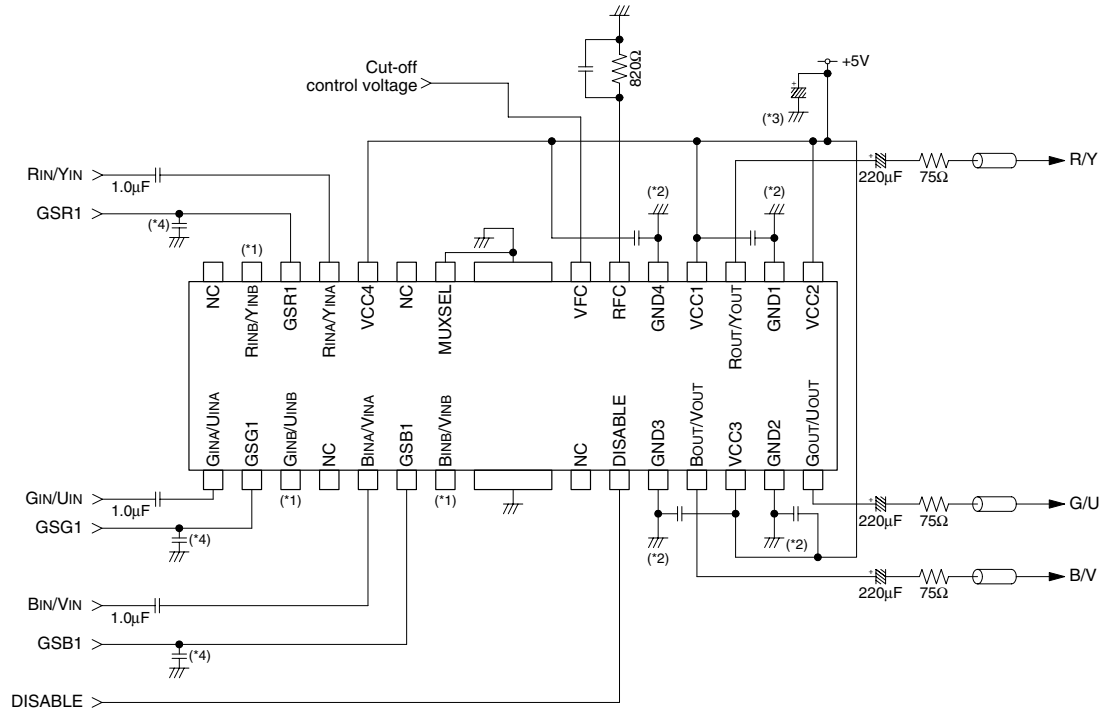 +5V
Cut-off
control voltage
820Ω
(*3)
RIN/YIN
1.0μF
GSR1
(*4)
(*1)
(*2)
(*2)
220μF
75Ω
R/Y
NC
RINB/YINB
GSR1
RINA/YINA
VCC4
NC
MUXSEL
VFC
RFC
GND4
VCC1
ROUT/YOUT
GND1
VCC2
GINA/UINA
GSG1
GINB/UINB
NC
BINA/VINA
GSB1
BINB/VINB
NC
DISABLE
GND3
BOUT/VOUT
VCC3
GND2
GOUT/UOUT
GIN/UIN
1.0μF
(*1)
(*1)
GSG1
(*4)
(*2)
(*2)
220μF
75Ω
G/U
BIN/VIN
1.0μF
220μF
75Ω
B/V
GSB1
(*4)
DISABLE
+
+
+
+